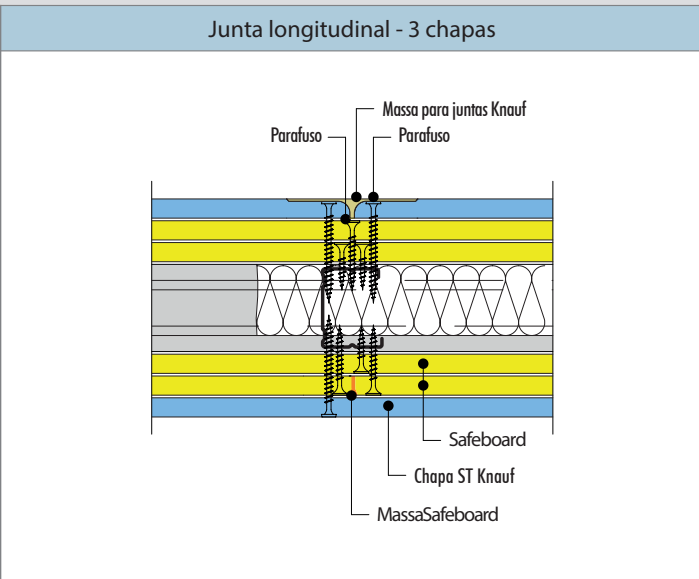 Junta longitudinal - 3 chapas
Massa para juntas Knauf
Parafuso
Parafuso
Safeboard
Chapa ST Knauf
MassaSafeboard